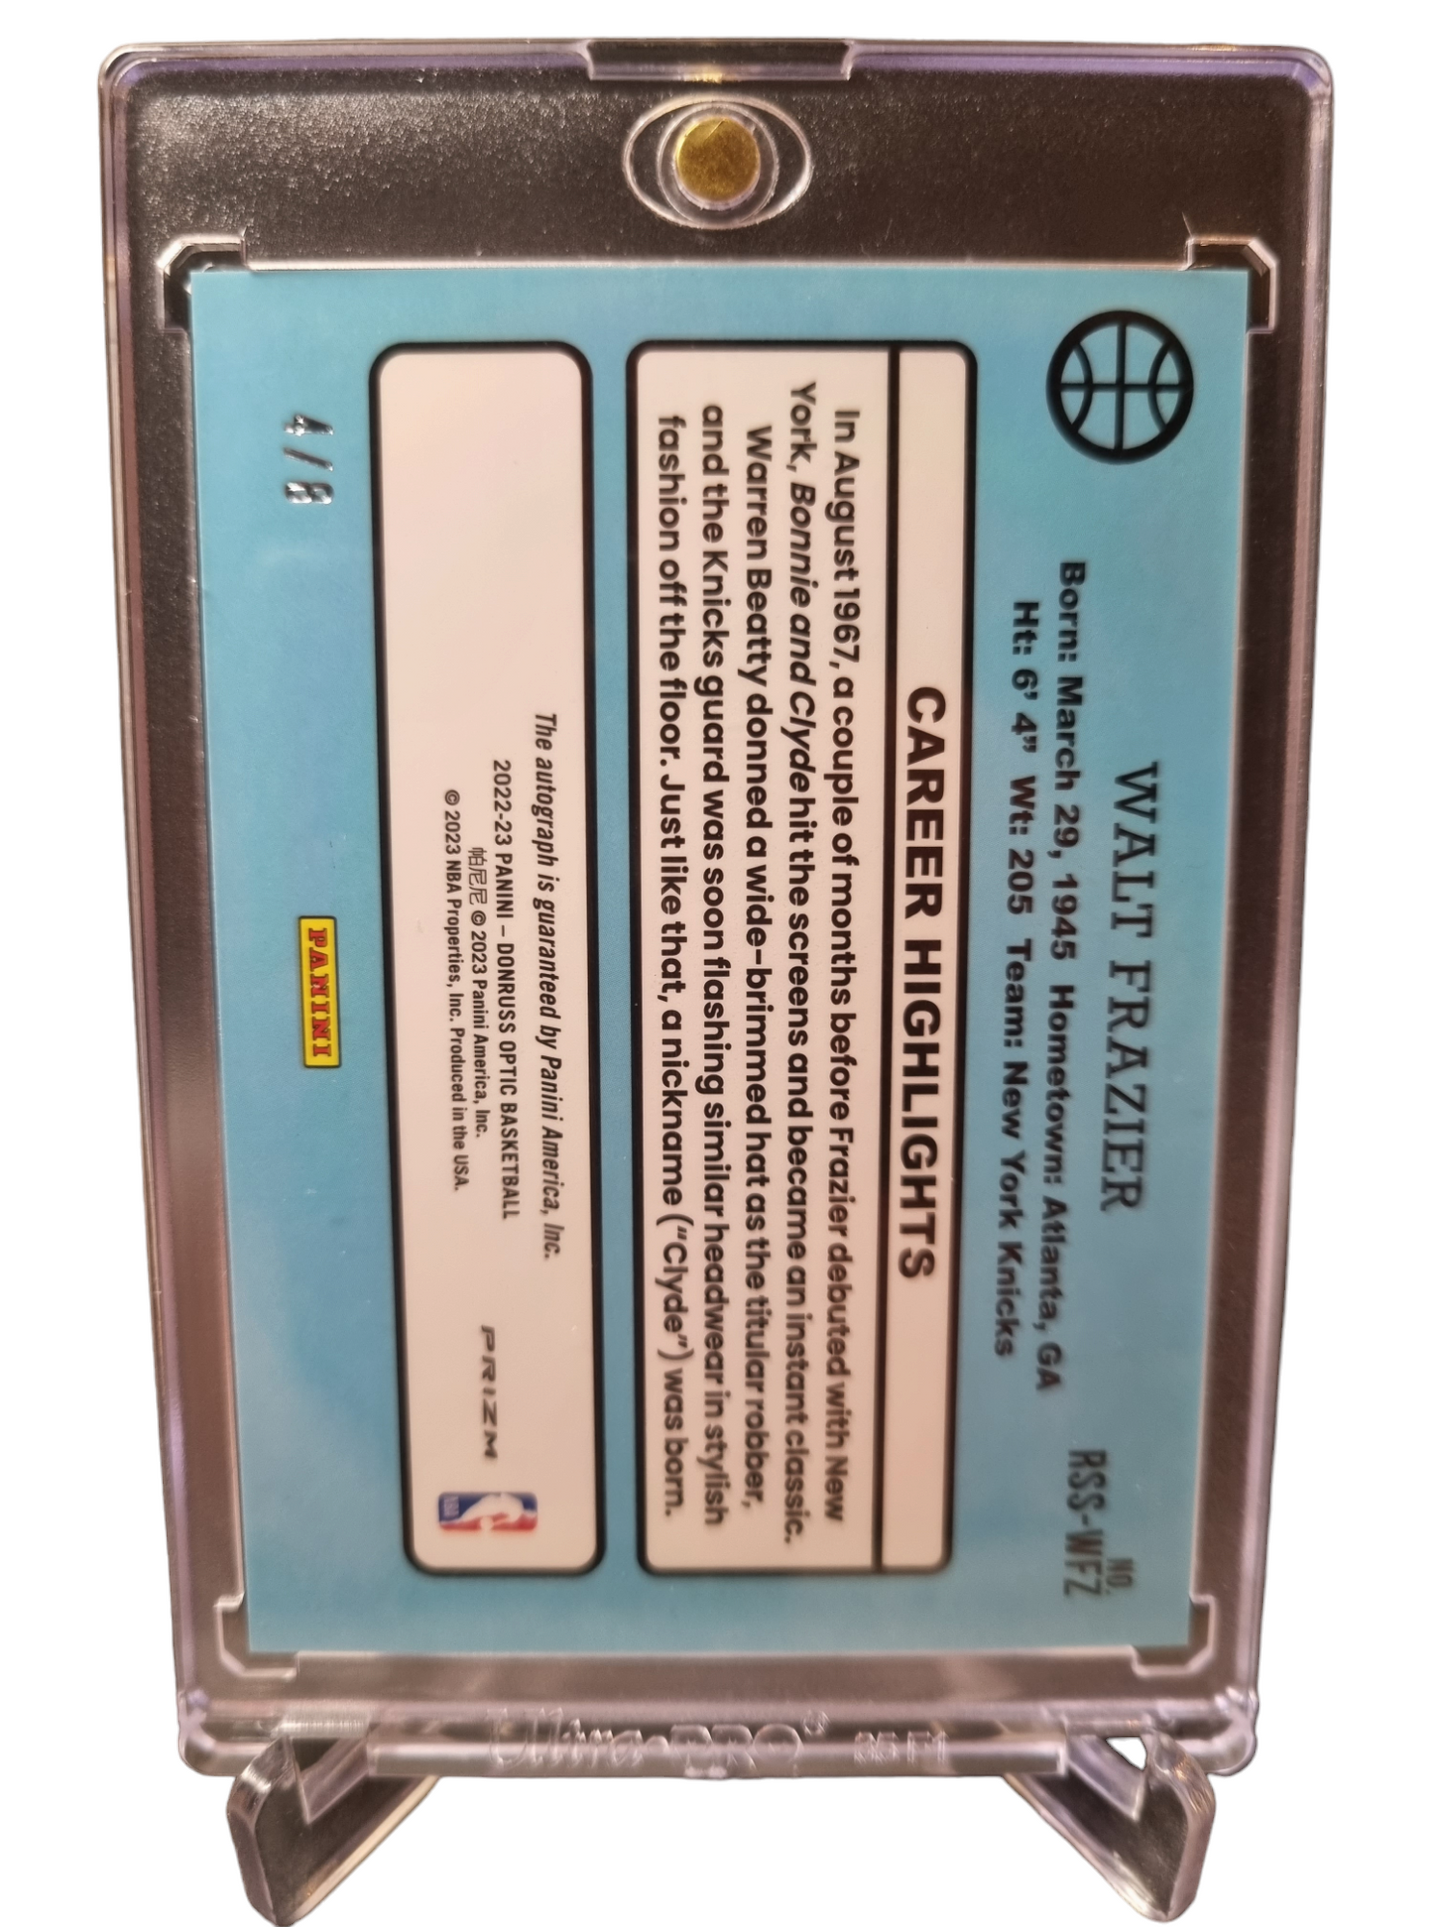 WALT FRAZIER
Born: March 29, 1945 Hometown: Atlanta, GA
Ht: 6' 4" Wt: 205 Team: New York Knicks
NO.
RSS-WFZ
CAREER HIGHLIGHTS
In August 1967, a couple of months before Frazier debuted with New
York, Bonnie and Clyde hit the screens and became an instant classic.
Warren Beatty donned a wide-brimmed hat as the titular robber,
and the Knicks guard was soon flashing similar headwear in stylish
fashion off the floor. Just like that, a nickname ("Clyde") was born.
The autograph is guaranteed by Panini America, Inc.
2022-23 PANINI – DONRUSS OPTIC BASKETBALL
帕尼尼 © 2023 Panini America, Inc.
© 2023 NBA Properties, Inc. Produced in the USA.
PRIZM
NBA
4/8
PANINI
Ultra·PRO®